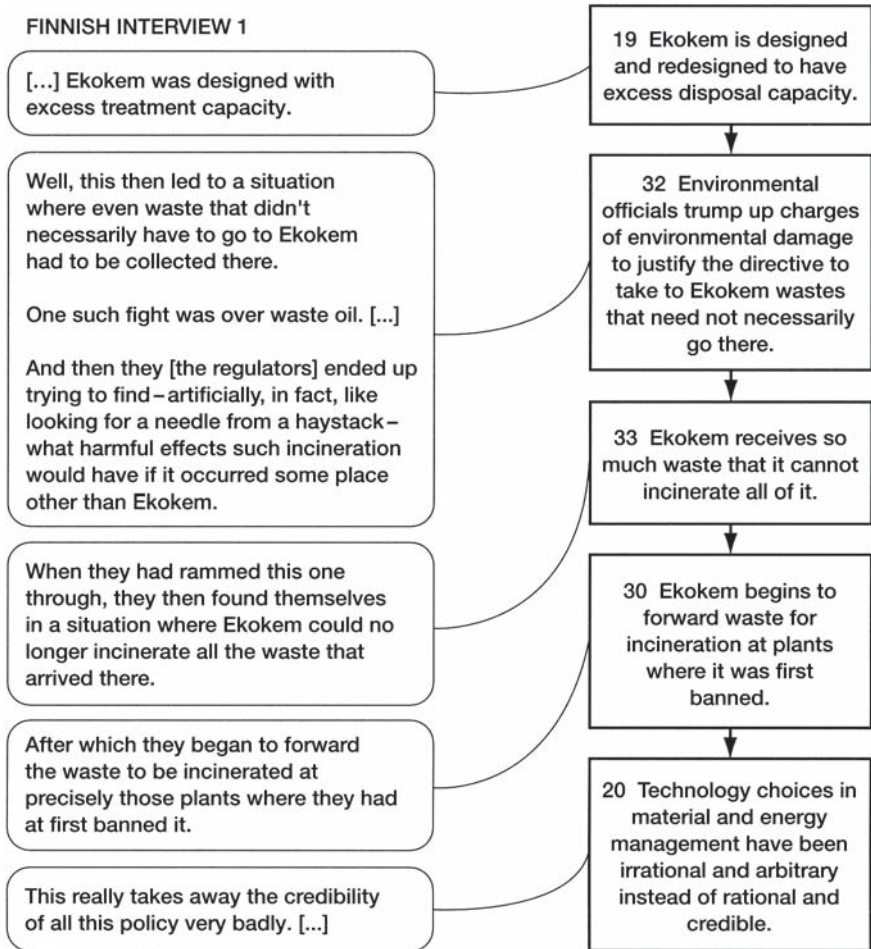 FINNISH INTERVIEW 1
[...] Ekokem was designed with
excess treatment capacity.
Well, this then led to a situation
where even waste that didn't
necessarily have to go to Ekokem
had to be collected there.
One such fight was over waste oil. [...]
And then they [the regulators] ended up
trying to find–artificially, in fact, like
looking for a needle from a haystack–
what harmful effects such incineration
would have if it occurred some place
other than Ekokem.
When they had rammed this one
through, they then found themselves
in a situation where Ekokem could no
longer incinerate all the waste that
arrived there.
After which they began to forward
the waste to be incinerated at
precisely those plants where they had
at first banned it.
This really takes away the credibility
of all this policy very badly. [...]
19 Ekokem is designed
and redesigned to have
excess disposal capacity.
32 Environmental
officials trump up charges
of environmental damage
to justify the directive to
take to Ekokem wastes
that need not necessarily
go there.
33 Ekokem receives so
much waste that it cannot
incinerate all of it.
30 Ekokem begins to
forward waste for
incineration at plants
where it was first
banned.
20 Technology choices in
material and energy
management have been
irrational and arbitrary
instead of rational and
credible.